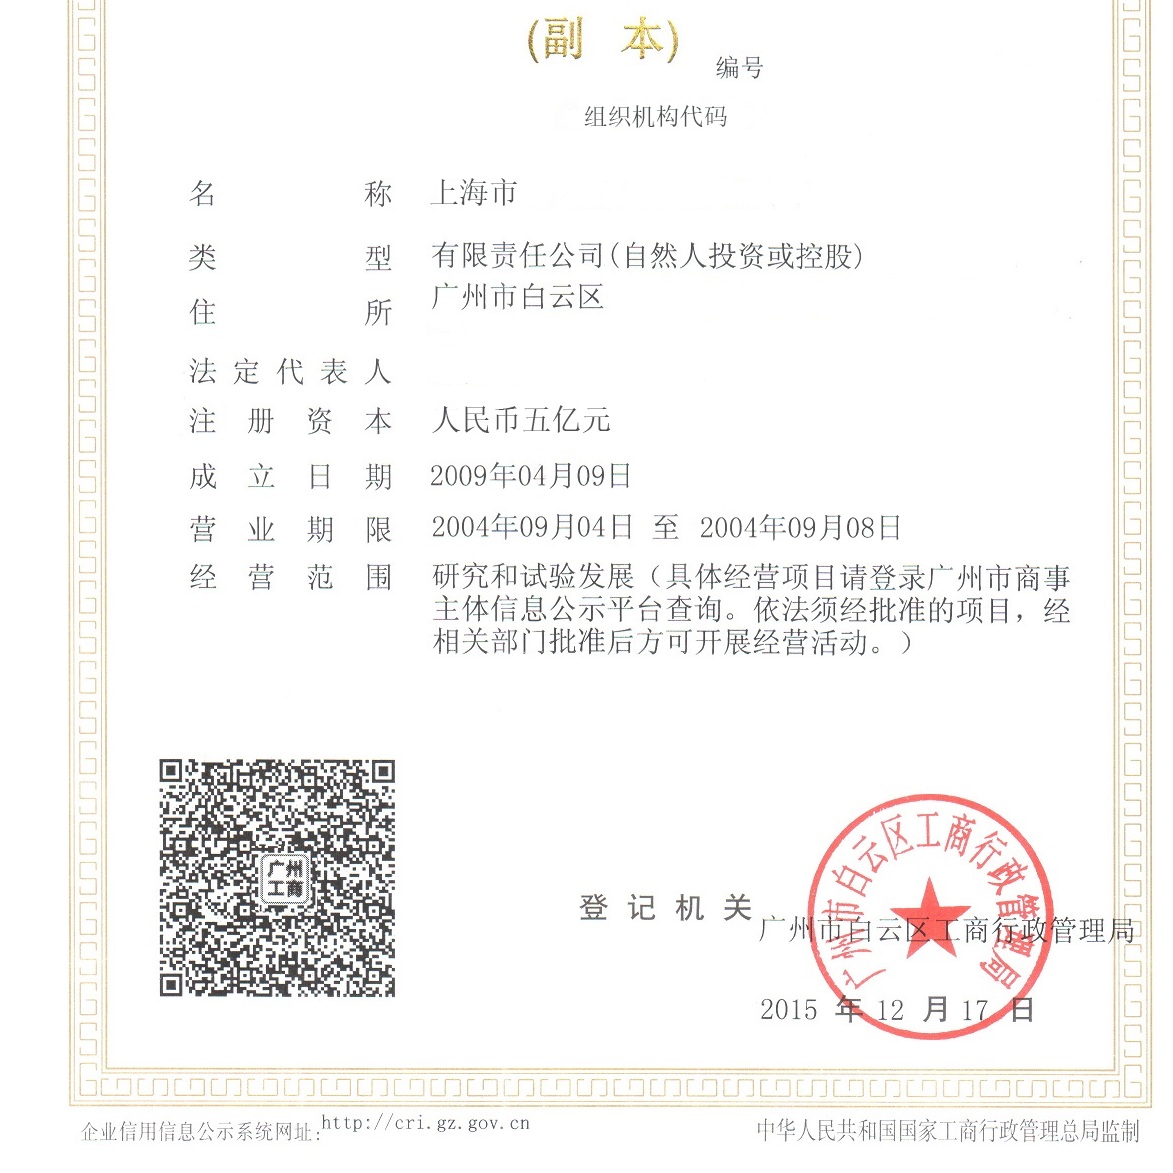 (副 本)
编号
组织机构代码
名 称 上海市
类 型 有限责任公司(自然人投资或控股)
住 所 广州市白云区
法定代表人
注册资本 人民币五亿元
成立日期 2009年04月09日
营业期限 2004年09月04日 至 2004年09月08日
经营范围 研究和试验发展（具体经营项目请登录广州市商事
主体信息公示平台查询。依法须经批准的项目，经
相关部门批准后方可开展经营活动。）
广州
工商
广州市白云区工商行政管理局
登记机关 广州市白云区工商行政管理局
2015 年 12 月 17 日
企业信用信息公示系统网址: http://cri.gz.gov.cn
中华人民共和国国家工商行政管理总局监制